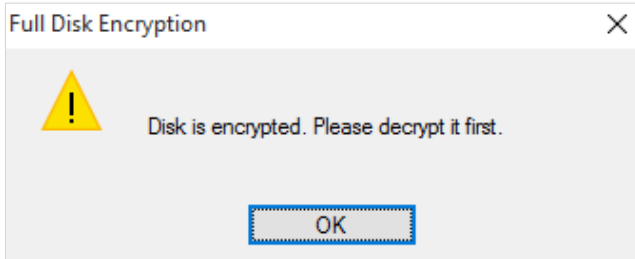 Full Disk Encryption
!
Disk is encrypted. Please decrypt it first.
OK